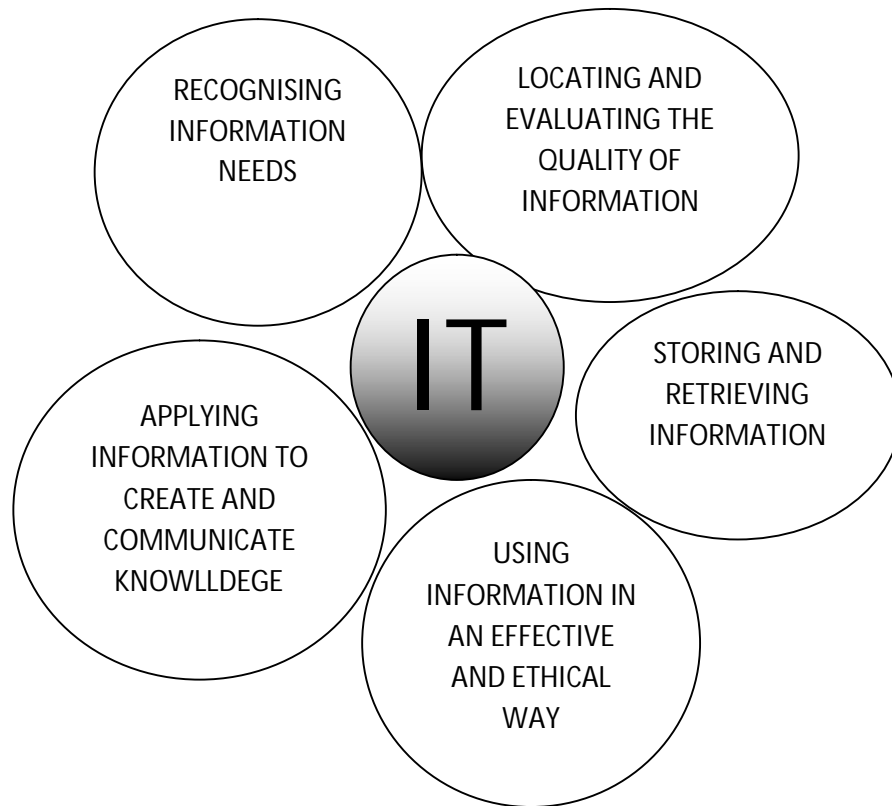 RECOGNISING
INFORMATION
NEEDS
LOCATING AND
EVALUATING THE
QUALITY OF
INFORMATION
IT
STORING AND
RETRIEVING
INFORMATION
APPLYING
INFORMATION TO
CREATE AND
COMMUNICATE
KNOWLLDEGE
USING
INFORMATION IN
AN EFFECTIVE
AND ETHICAL
WAY